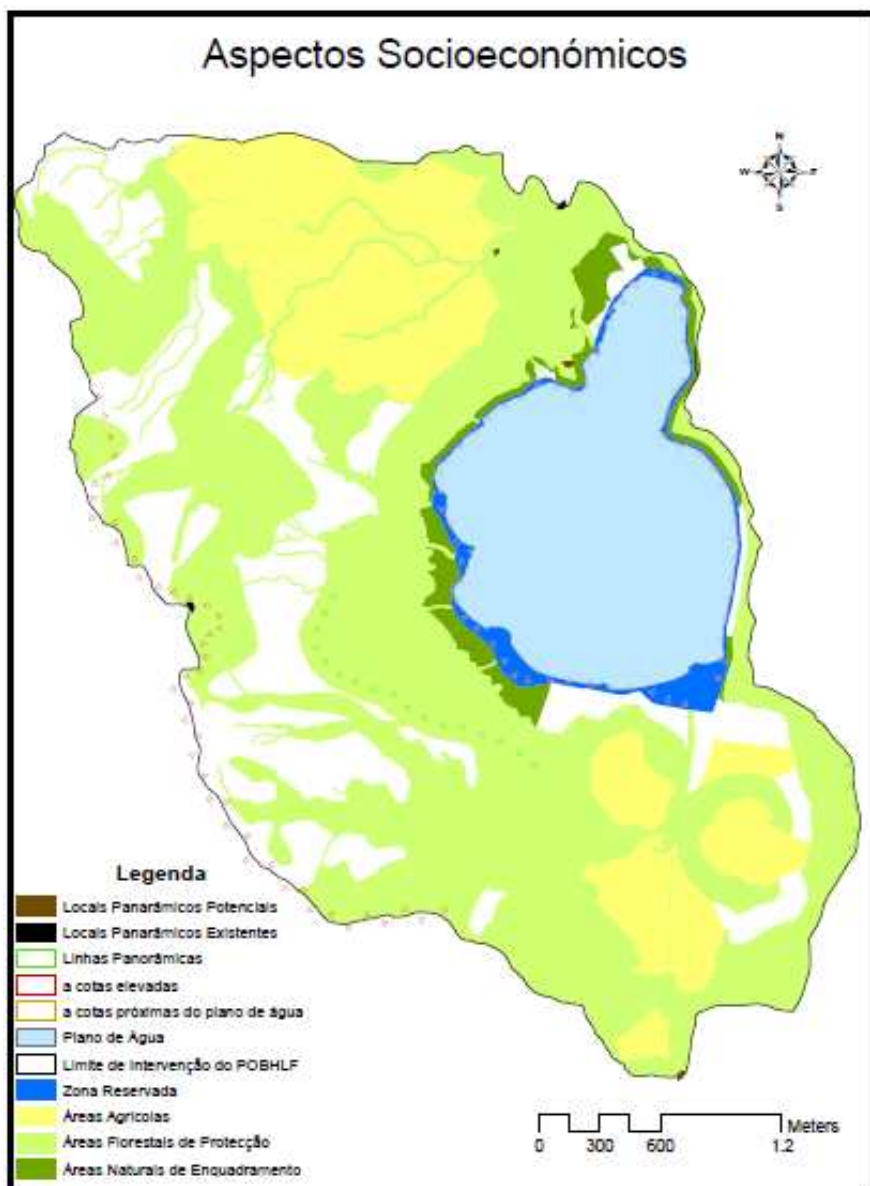 Aspectos Socioeconómicos
N
W
E
S
Legenda
Locais Panarâmicos Potenciais
Locais Panarâmicos Existentes
Linhas Panorâmicas
a cotas elevadas
a cotas próximas do plano de água
Plano de Água
Limite de Intervenção do POBHLF
Zona Reservada
Áreas Agrícolas
Áreas Florestais de Protecção
Áreas Naturais de Enquadramento
Meters
0 300 600 1.2